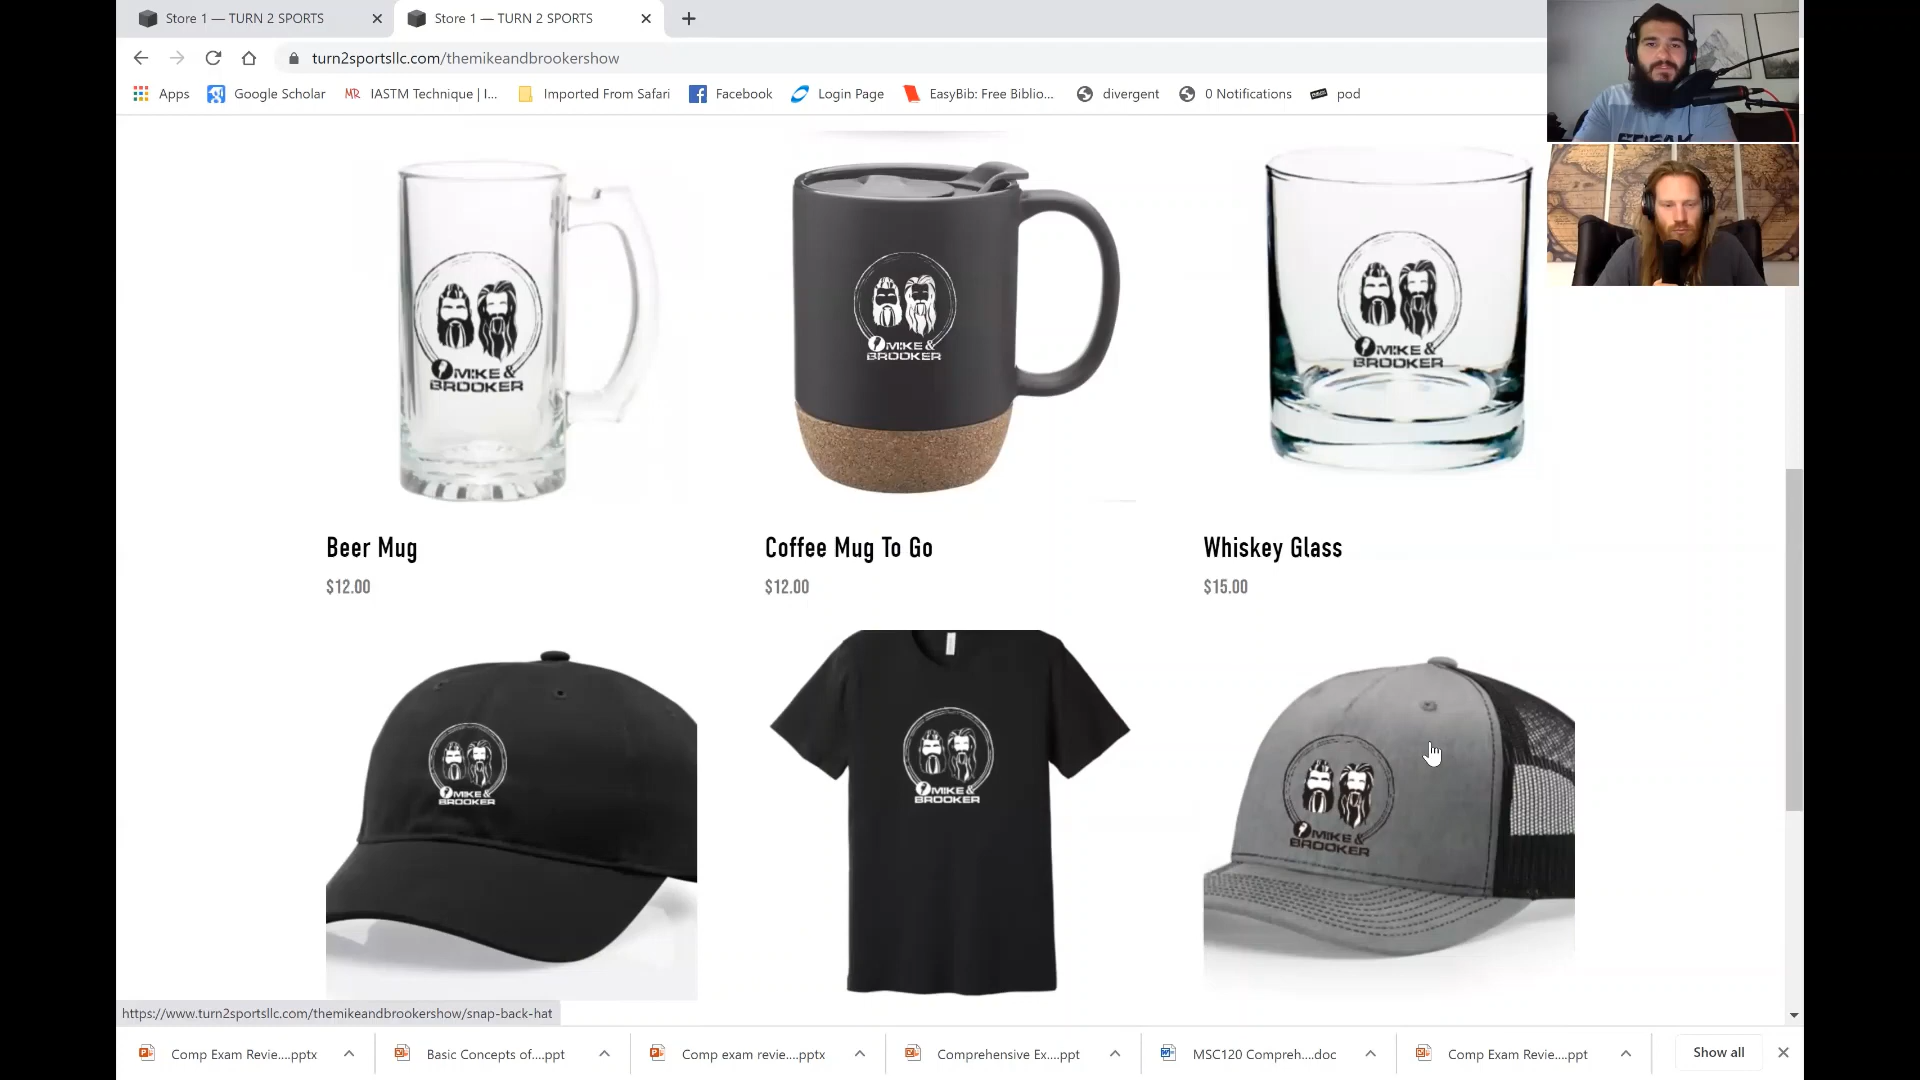 Store 1 — TURN 2 SPORTS
Store 1 — TURN 2 SPORTS
turn2sportsllc.com/themikeandbrookershow
Apps
Google Scholar
MR IASTM Technique | I...
Imported From Safari
Facebook
Login Page
EasyBib: Free Biblio...
divergent
0 Notifications
pod
MIKE &
BROOKER
MIKE &
BROOKER
MIKE &
BROOKER
Beer Mug
$12.00
Coffee Mug To Go
$12.00
Whiskey Glass
$15.00
MIKE &
BROOKER
MIKE &
BROOKER
MIKE &
BROOKER
https://www.turn2sportsllc.com/themikeandbrookershow/snap-back-hat
Comp Exam Revie....pptx
Basic Concepts of....ppt
Comp exam revie....pptx
Comprehensive Ex....ppt
MSC120 Compreh....doc
Comp Exam Revie....ppt
Show all